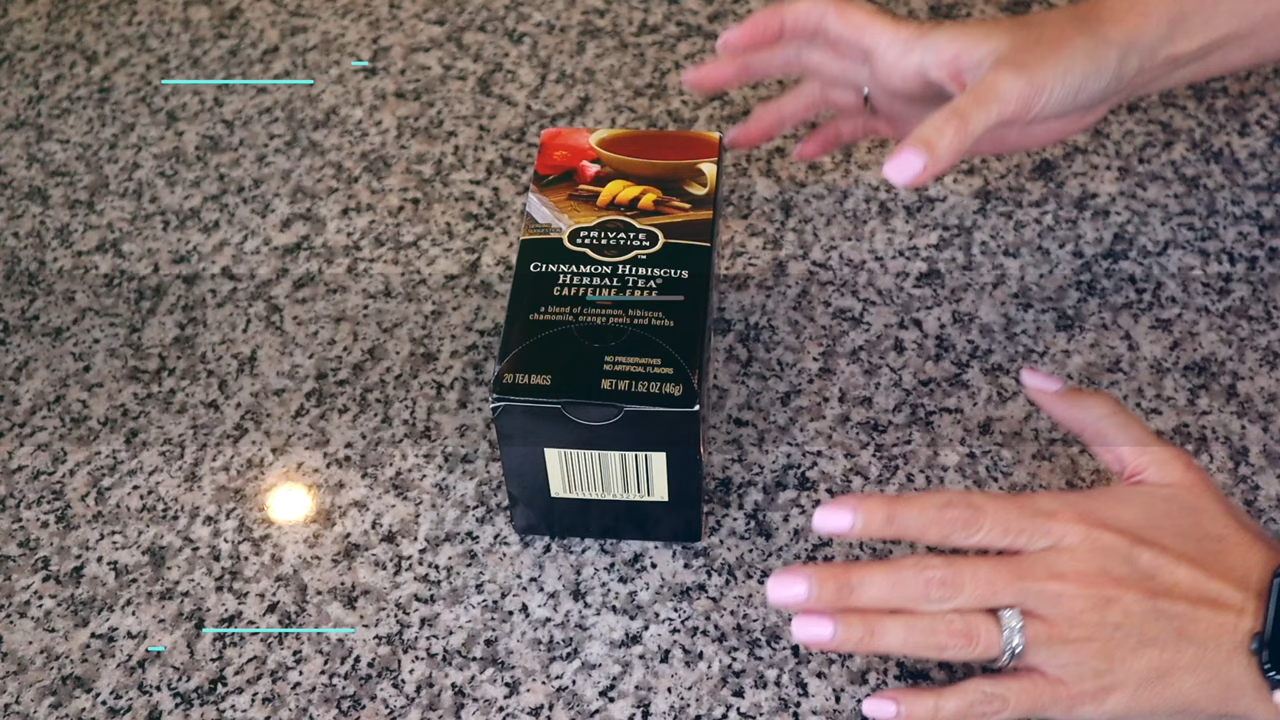 PRIVATE
SELECTION™
CINNAMON HIBISCUS
HERBAL TEA®
CAFFEINE-FREE
a blend of cinnamon, hibiscus,
chamomile, orange peels and herbs
NO PRESERVATIVES
NO ARTIFICIAL FLAVORS
20 TEA BAGS
NET WT 1.62 OZ (46g)